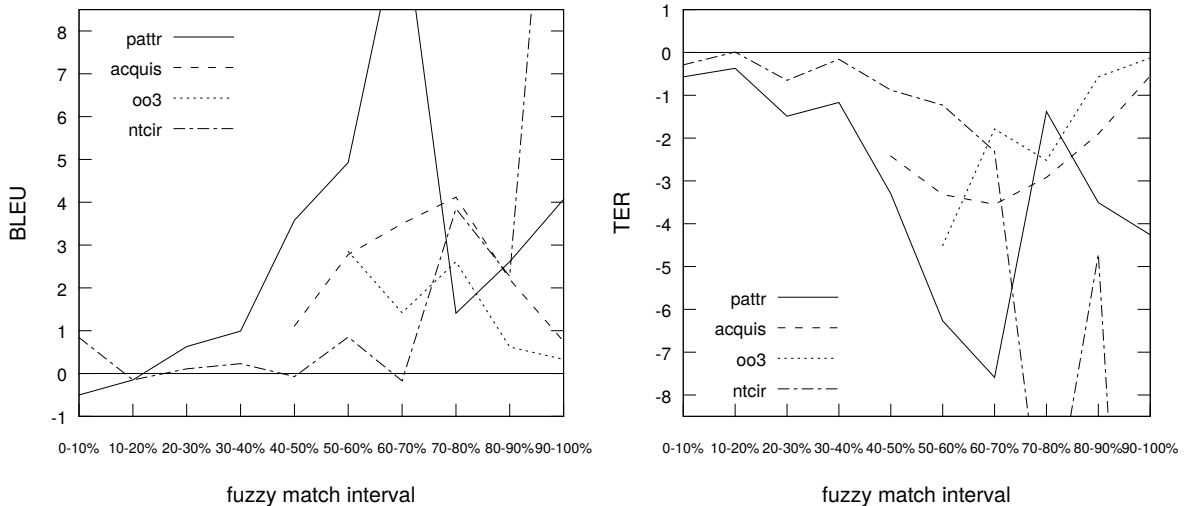 BLEU
8
7
6
5
4
3
2
1
0
-1
pattr
acquis
oo3
ntcir
0-10% 10-20% 20-30% 30-40% 40-50% 50-60% 60-70% 70-80% 80-90% 90-100%
fuzzy match interval
TER
1
0
-1
-2
-3
-4
-5
-6
-7
-8
pattr
acquis
oo3
ntcir
0-10% 10-20% 20-30% 30-40% 40-50% 50-60% 60-70% 70-80% 80-90% 90-100%
fuzzy match interval